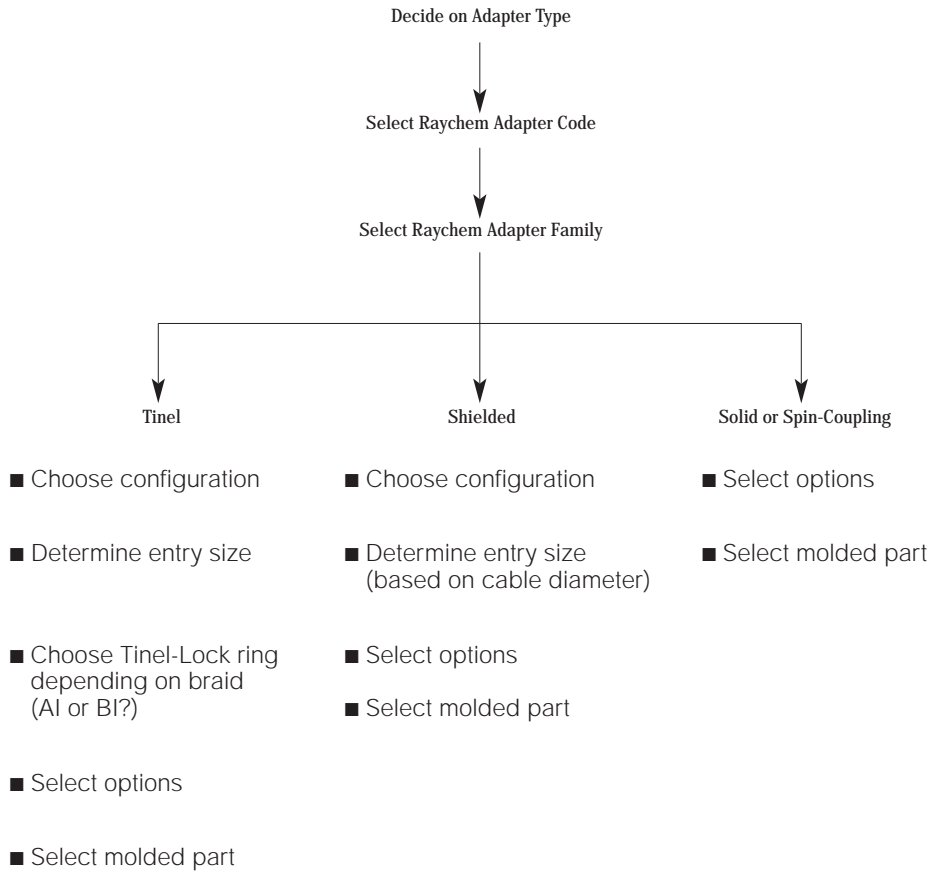 Decide on Adapter Type
Select Raychem Adapter Code
Select Raychem Adapter Family
Tinel
■ Choose configuration
■ Determine entry size
■ Choose Tinel-Lock ring
depending on braid
(AI or BI?)
■ Select options
■ Select molded part
Shielded
■ Choose configuration
■ Determine entry size
(based on cable diameter)
■ Select options
■ Select molded part
Solid or Spin-Coupling
■ Select options
■ Select molded part